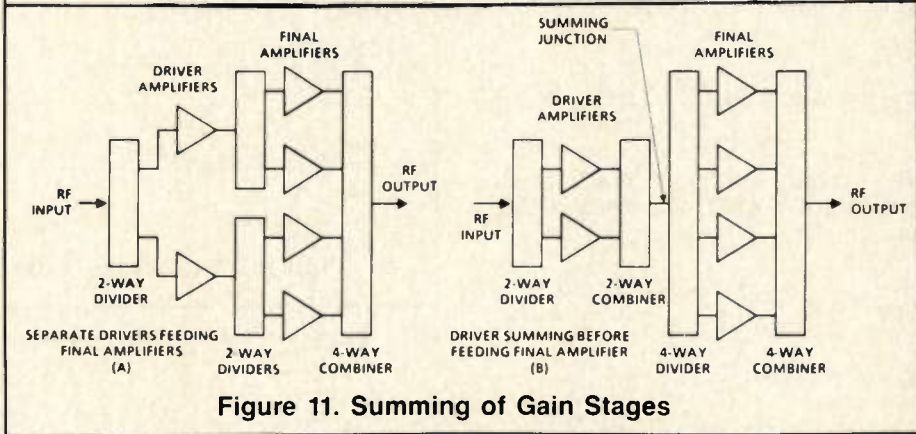 DRIVER
AMPLIFIERS
FINAL
AMPLIFIERS
RF
INPUT
RF
OUTPUT
2-WAY
DIVIDER
SEPARATE DRIVERS FEEDING
FINAL AMPLIFIERS
(A)
2-WAY
DIVIDERS
4-WAY
COMBINER
SUMMING
JUNCTION
DRIVER
AMPLIFIERS
FINAL
AMPLIFIERS
RF
INPUT
RF
OUTPUT
2-WAY
DIVIDER
2-WAY
COMBINER
DRIVER SUMMING BEFORE
FEEDING FINAL AMPLIFIER
(B)
4-WAY
DIVIDER
4-WAY
COMBINER
Figure 11. Summing of Gain Stages